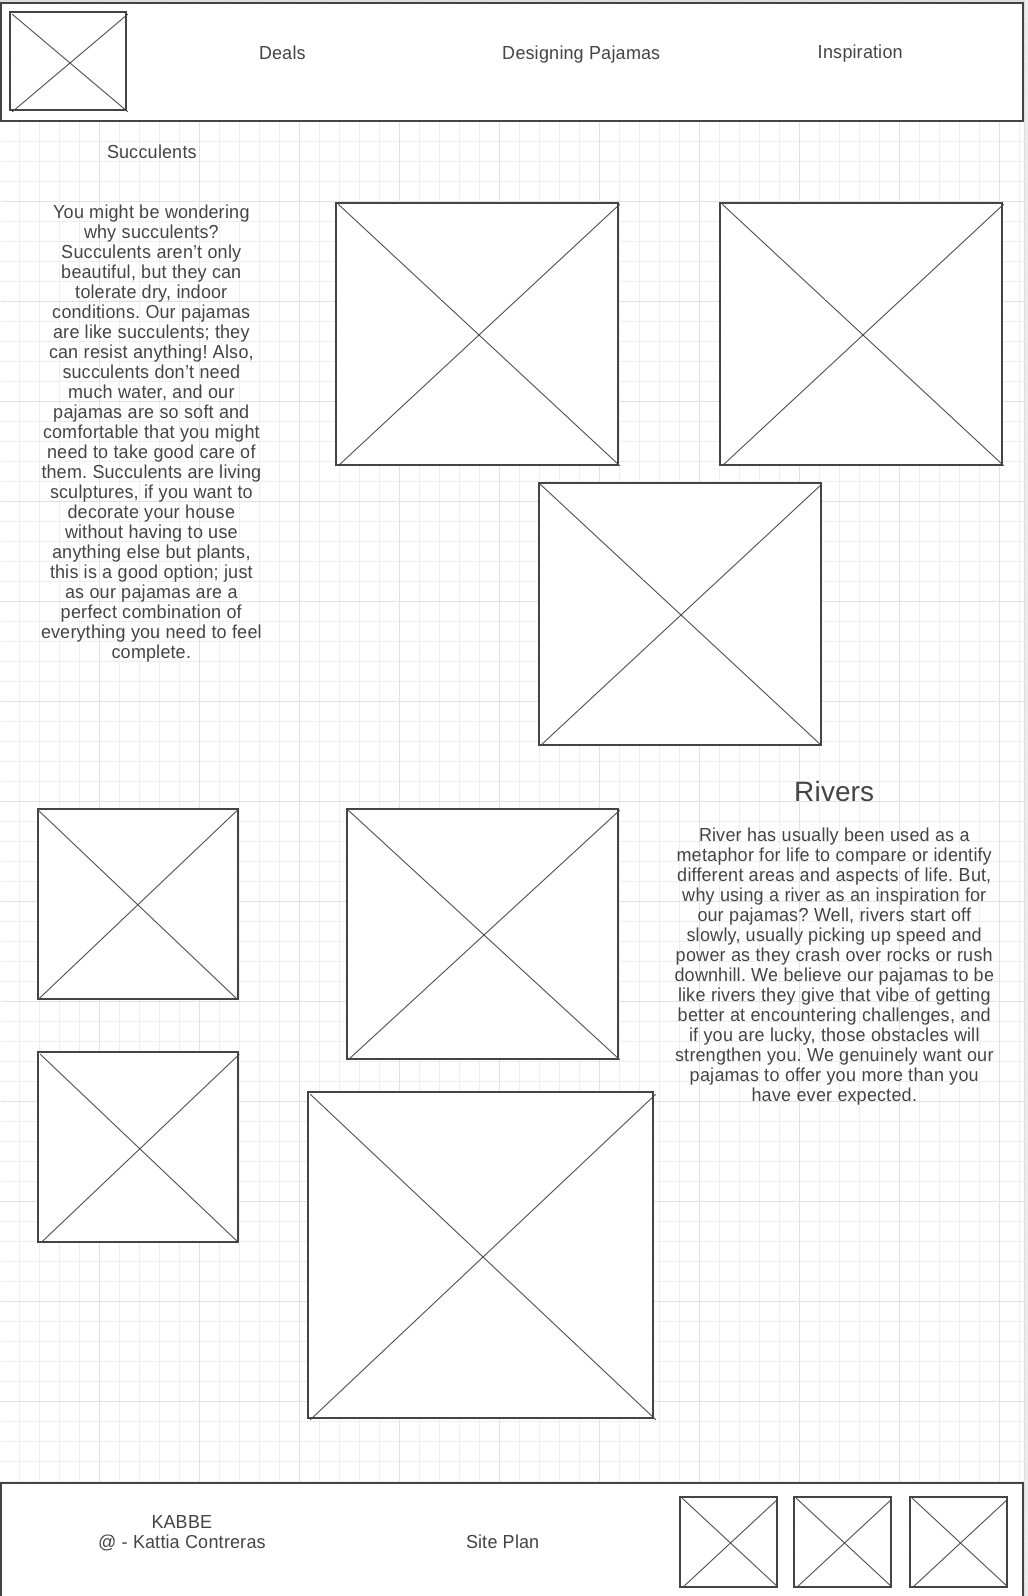 Deals
Designing Pajamas
Inspiration
Succulents
You might be wondering
why succulents?
Succulents aren’t only
beautiful, but they can
tolerate dry, indoor
conditions. Our pajamas
are like succulents; they
can resist anything! Also,
succulents don’t need
much water, and our
pajamas are so soft and
comfortable that you might
need to take good care of
them. Succulents are living
sculptures, if you want to
decorate your house
without having to use
anything else but plants,
this is a good option; just
as our pajamas are a
perfect combination of
everything you need to feel
complete.
Rivers
River has usually been used as a
metaphor for life to compare or identify
different areas and aspects of life. But,
why using a river as an inspiration for
our pajamas? Well, rivers start off
slowly, usually picking up speed and
power as they crash over rocks or rush
downhill. We believe our pajamas to be
like rivers they give that vibe of getting
better at encountering challenges, and
if you are lucky, those obstacles will
strengthen you. We genuinely want our
pajamas to offer you more than you
have ever expected.
KABBE
@ - Kattia Contreras
Site Plan